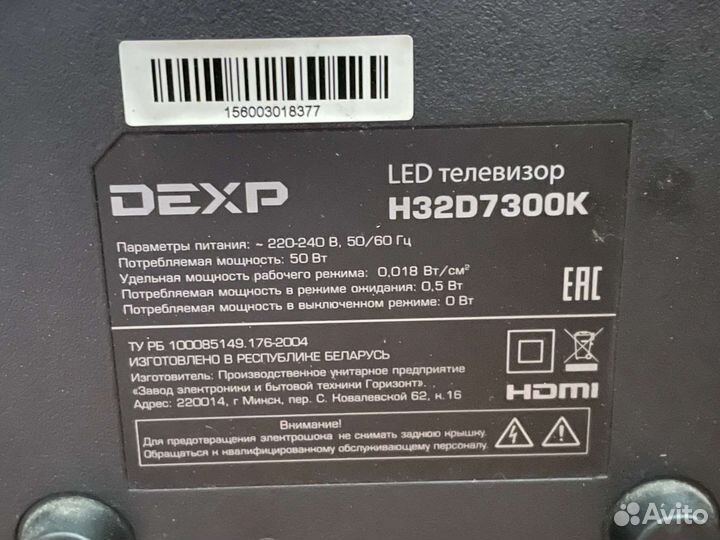 156003018377
DEXP
LED телевизор
H32D7300K
Параметры питания: ~ 220-240 В, 50/60 Гц
Потребляемая мощность: 50 Вт
Удельная мощность рабочего режима: 0,018 Вт/см²
Потребляемая мощность в режиме ожидания: 0,5 Вт
Потребляемая мощность в выключенном режиме: 0 Вт
EAC
ТУ РБ 100085149.176-2004
ИЗГОТОВЛЕНО В РЕСПУБЛИКЕ БЕЛАРУСЬ
Изготовитель: Производственное унитарное предприятие
«Завод электроники и бытовой техники Горизонт».
Адрес: 220014, г Минск, пер. С. Ковалевской 62, к. 16
HDMI
Внимание!
Для предотвращения электрошока не снимать заднюю крышку.
Обращаться к квалифицированному обслуживающему персоналу.
Avito